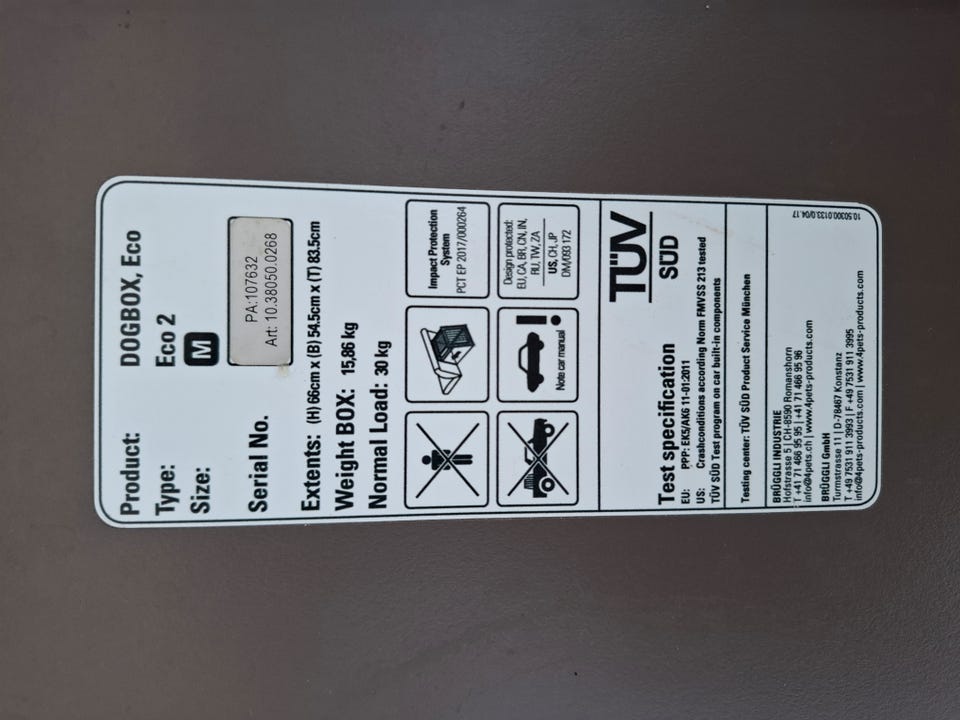 Product: DOGBOX, Eco
Type: Eco 2
Size: M
Serial No.
PA:107632
Art: 10.38050.0268
Extents: (H) 66cm x (B) 54.5cm x (T) 83.5cm
Weight BOX: 15,86 kg
Normal Load: 30 kg
Impact Protection
System
PCT EP 2017/000264
Note car manual
Design protected:
EU, CA, BR, CN, IN,
RU, TW, ZA
US, CH, JP
DM/093 172
TÜV
SÜD
Test specification
EU: PPP: EK5/AK6 11-01:2011
US: Crashconditions according Norm FMVSS 213 tested
TÜV SÜD Test program on car built-in components
Testing center: TÜV SÜD Product Service München
BRÜGGLI INDUSTRIE
Hofstrasse 5 | CH-8590 Romanshorn
T +41 71 466 95 95 | +41 71 466 95 96
info@4pets.ch | www.4pets-products.com
BRÜGGLI GmbH
Turmstrasse 11 | D-78467 Konstanz
T +49 7531 911 3993 | F +49 7531 911 3995
info@4pets-products.com | www.4pets-products.com
10.50300.0133.0/04.17